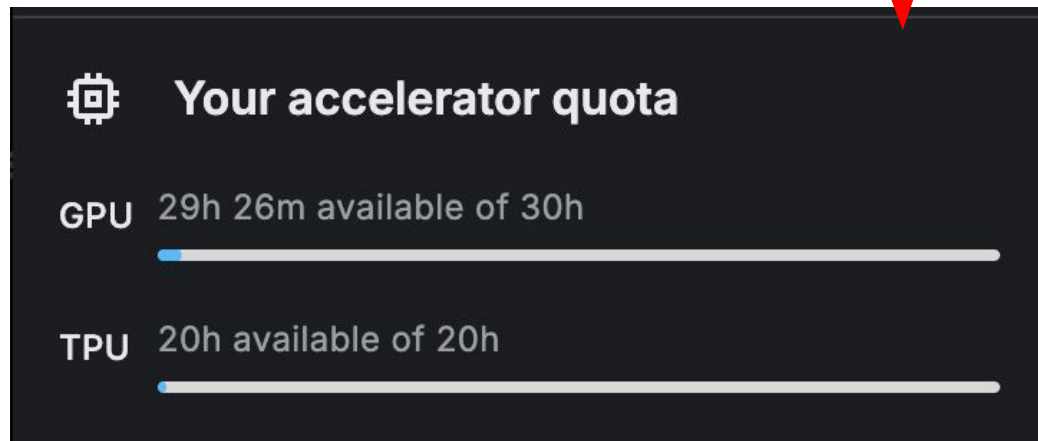 Your accelerator quota
GPU 29h 26m available of 30h
TPU 20h available of 20h